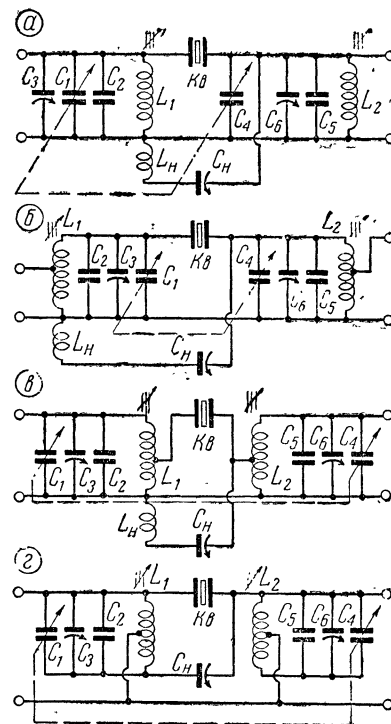 а
C₃ C₁ C₂ L₁ Кв C₄ C₆ C₅ L₂
Lн Cн
б
L₁ C₂ C₃ C₁ Кв C₄ C₆ C₅ L₂
Lн Cн
в
C₁ C₃ C₂ L₁ Кв L₂ C₅ C₆ C₄
Lн Cн
г
C₁ C₃ C₂ L₁ Кв Cн L₂ C₅ C₆ C₄